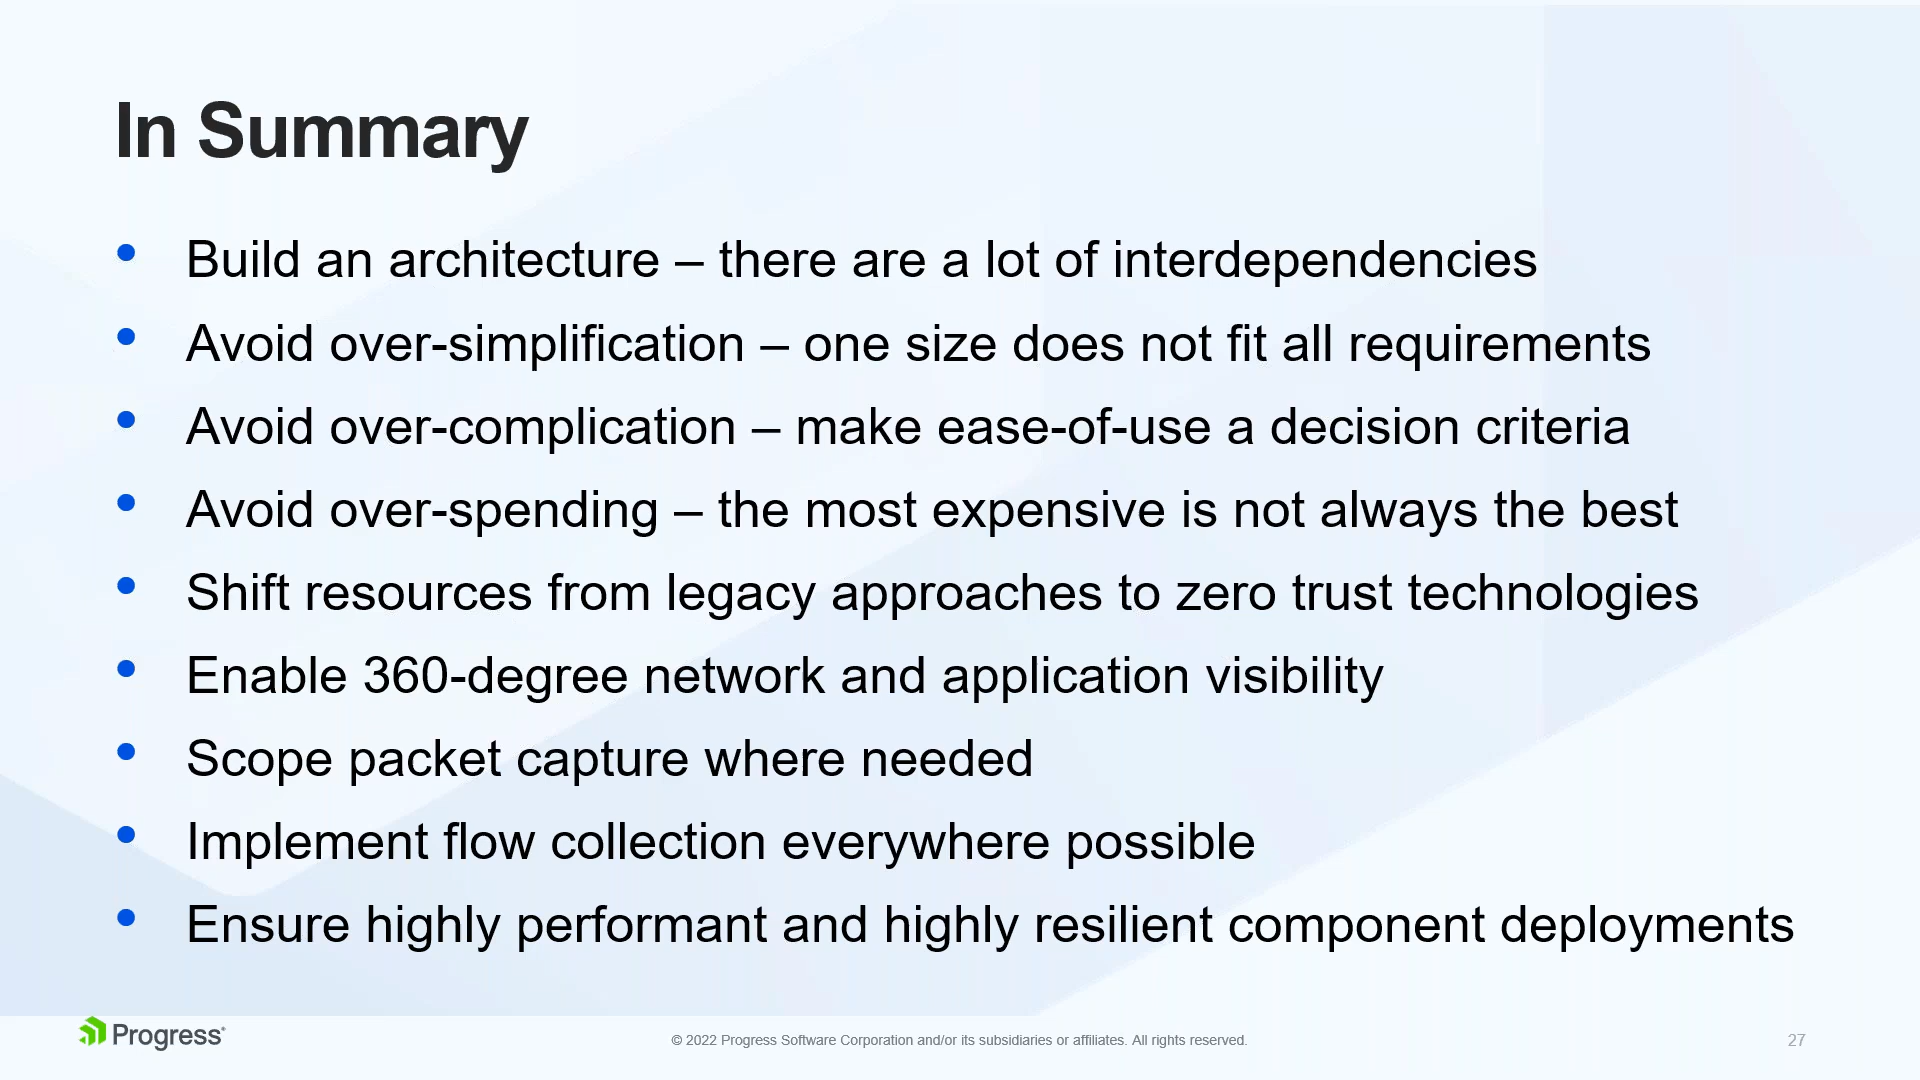 In Summary
• Build an architecture – there are a lot of interdependencies
• Avoid over-simplification – one size does not fit all requirements
• Avoid over-complication – make ease-of-use a decision criteria
• Avoid over-spending – the most expensive is not always the best
• Shift resources from legacy approaches to zero trust technologies
• Enable 360-degree network and application visibility
• Scope packet capture where needed
• Implement flow collection everywhere possible
• Ensure highly performant and highly resilient component deployments
Progress®
© 2022 Progress Software Corporation and/or its subsidiaries or affiliates. All rights reserved.
27